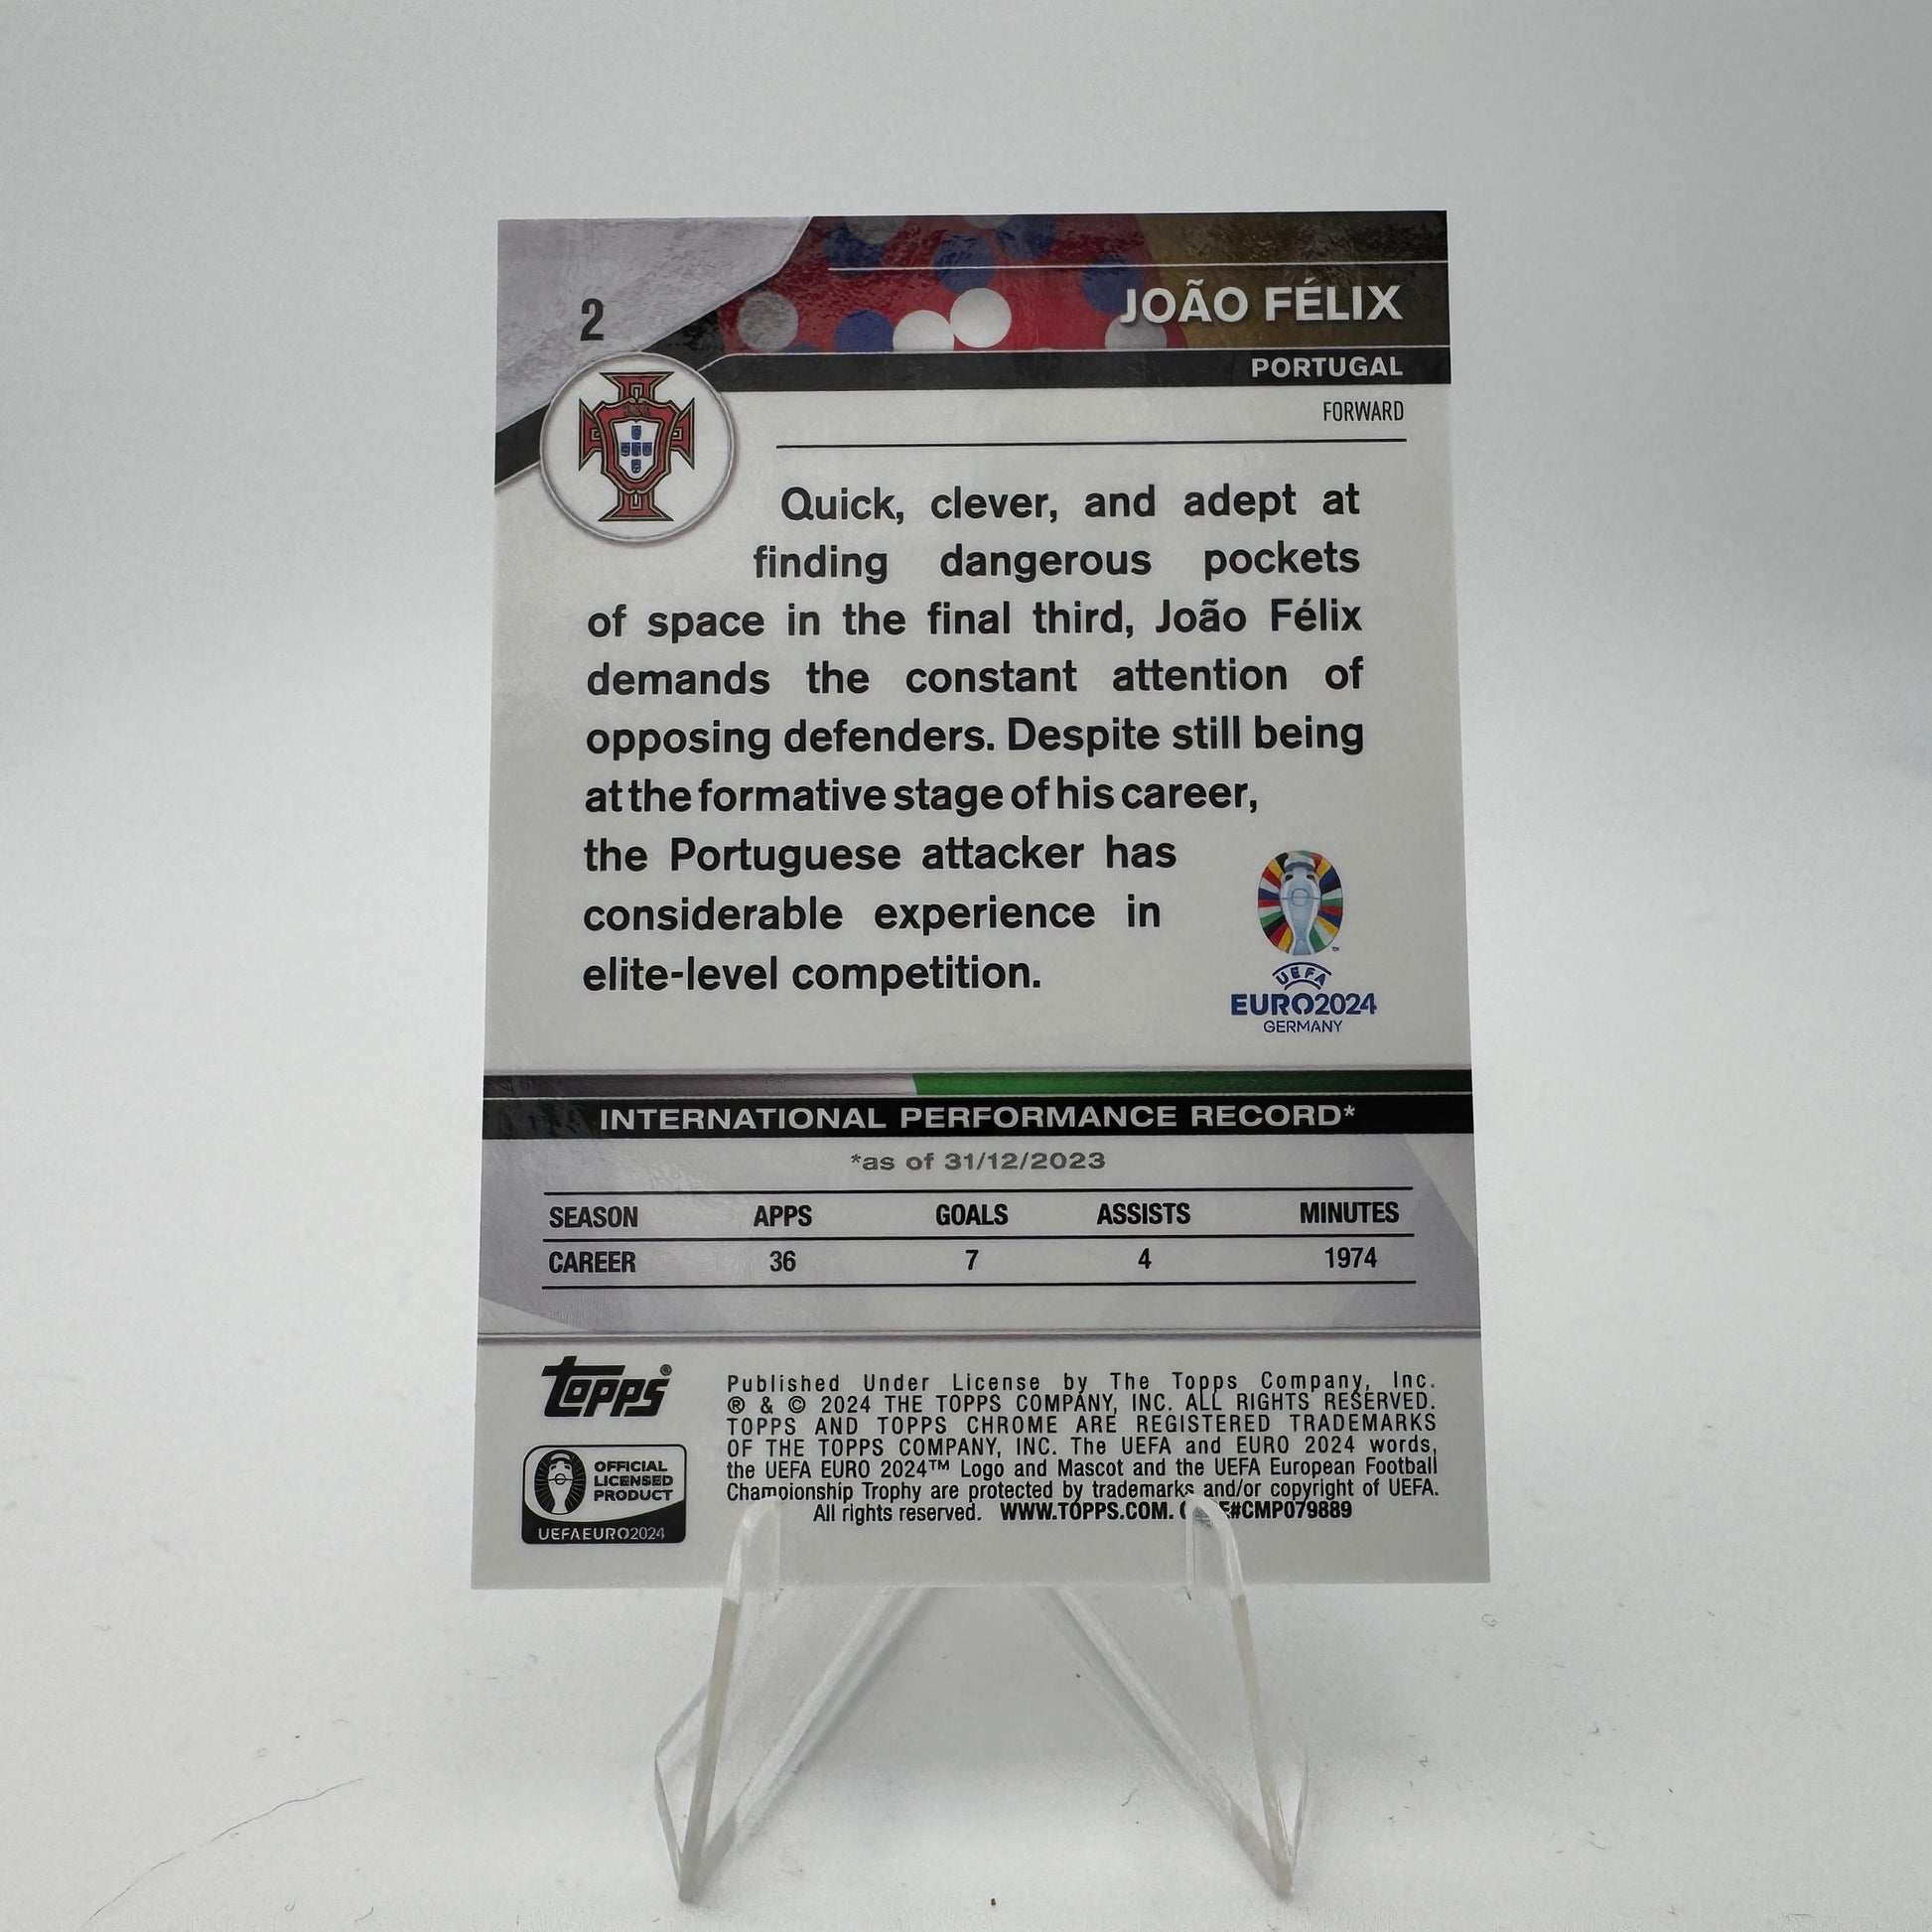 2
JOÃO FÉLIX
PORTUGAL
FORWARD
Quick, clever, and adept at
finding dangerous pockets
of space in the final third, João Félix
demands the constant attention of
opposing defenders. Despite still being
at the formative stage of his career,
the Portuguese attacker has
considerable experience in
elite-level competition.
UEFA
EURO2024
GERMANY
INTERNATIONAL PERFORMANCE RECORD*
*as of 31/12/2023
SEASON APPS GOALS ASSISTS MINUTES
CAREER 36 7 4 1974
topps®
OFFICIAL
LICENSED
PRODUCT
UEFAEURO2024
Published Under License by The Topps Company, Inc.
® & © 2024 THE TOPPS COMPANY, INC. ALL RIGHTS RESERVED.
TOPPS AND TOPPS CHROME ARE REGISTERED TRADEMARKS
OF THE TOPPS COMPANY, INC. The UEFA and EURO 2024 words,
the UEFA EURO 2024™ Logo and Mascot and the UEFA European Football
Championship Trophy are protected by trademarks and/or copyright of UEFA.
All rights reserved. WWW.TOPPS.COM. #CMP079889